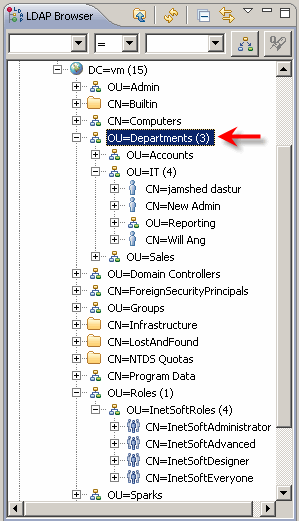 LDAP Browser
=
DC=vm (15)
OU=Admin
CN=Builtin
CN=Computers
OU=Departments (3)
OU=Accounts
OU=IT (4)
CN=jamshed dastur
CN=New Admin
OU=Reporting
CN=Will Ang
OU=Sales
OU=Domain Controllers
CN=ForeignSecurityPrincipals
OU=Groups
CN=Infrastructure
CN=LostAndFound
CN=NTDS Quotas
CN=Program Data
OU=Roles (1)
OU=InetSoftRoles (4)
CN=InetSoftAdministrator
CN=InetSoftAdvanced
CN=InetSoftDesigner
CN=InetSoftEveryone
OU=Sparks